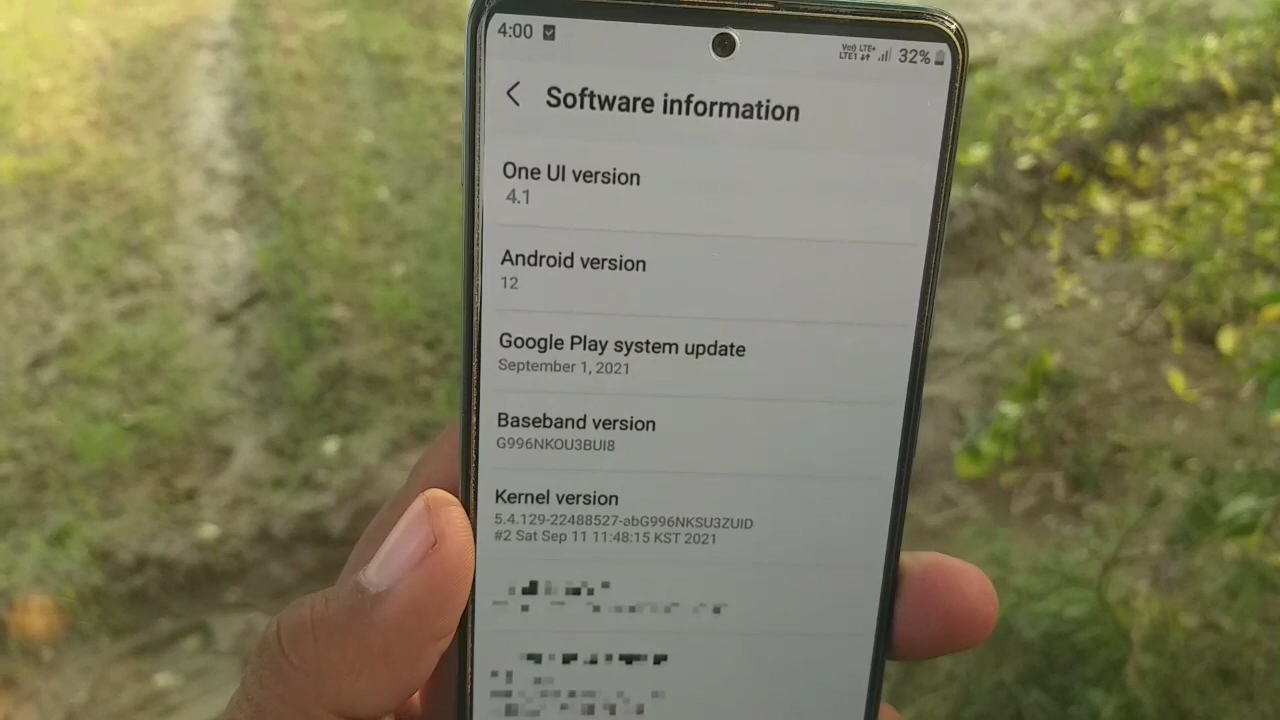 4:00
Vo)) LTE+
LTE1
32%
Software information
One UI version
4.1
Android version
12
Google Play system update
September 1, 2021
Baseband version
G996NKOU3BUI8
Kernel version
5.4.129-22488527-abG996NKSU3ZUID
#2 Sat Sep 11 11:48:15 KST 2021